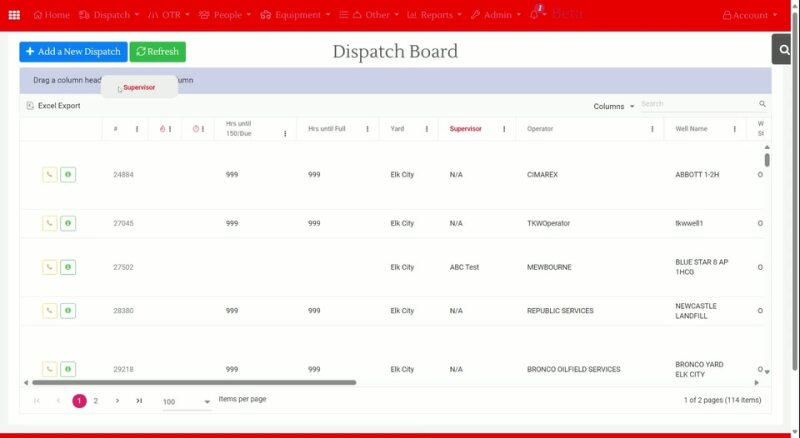 Home Dispatch OTR People Equipment Other Reports Admin 1 Beta Account
Add a New Dispatch Refresh Dispatch Board
Drag a column head Supervisor umn
Excel Export Columns Search
# Hrs until 150/Due Hrs until Full Yard Supervisor Operator Well Name W St
24884 999 999 Elk City N/A CIMAREX ABBOTT 1-2H O
27045 999 999 Elk City N/A TKWOperator tkwwell1 O
27502 Elk City ABC Test MEWBOURNE BLUE STAR 8 AP 1HCG O
28380 999 999 Elk City N/A REPUBLIC SERVICES NEWCASTLE LANDFILL O
29218 999 999 Elk City N/A BRONCO OILFIELD SERVICES BRONCO YARD ELK CITY O
1 2 100 Items per page 1 of 2 pages (114 items)